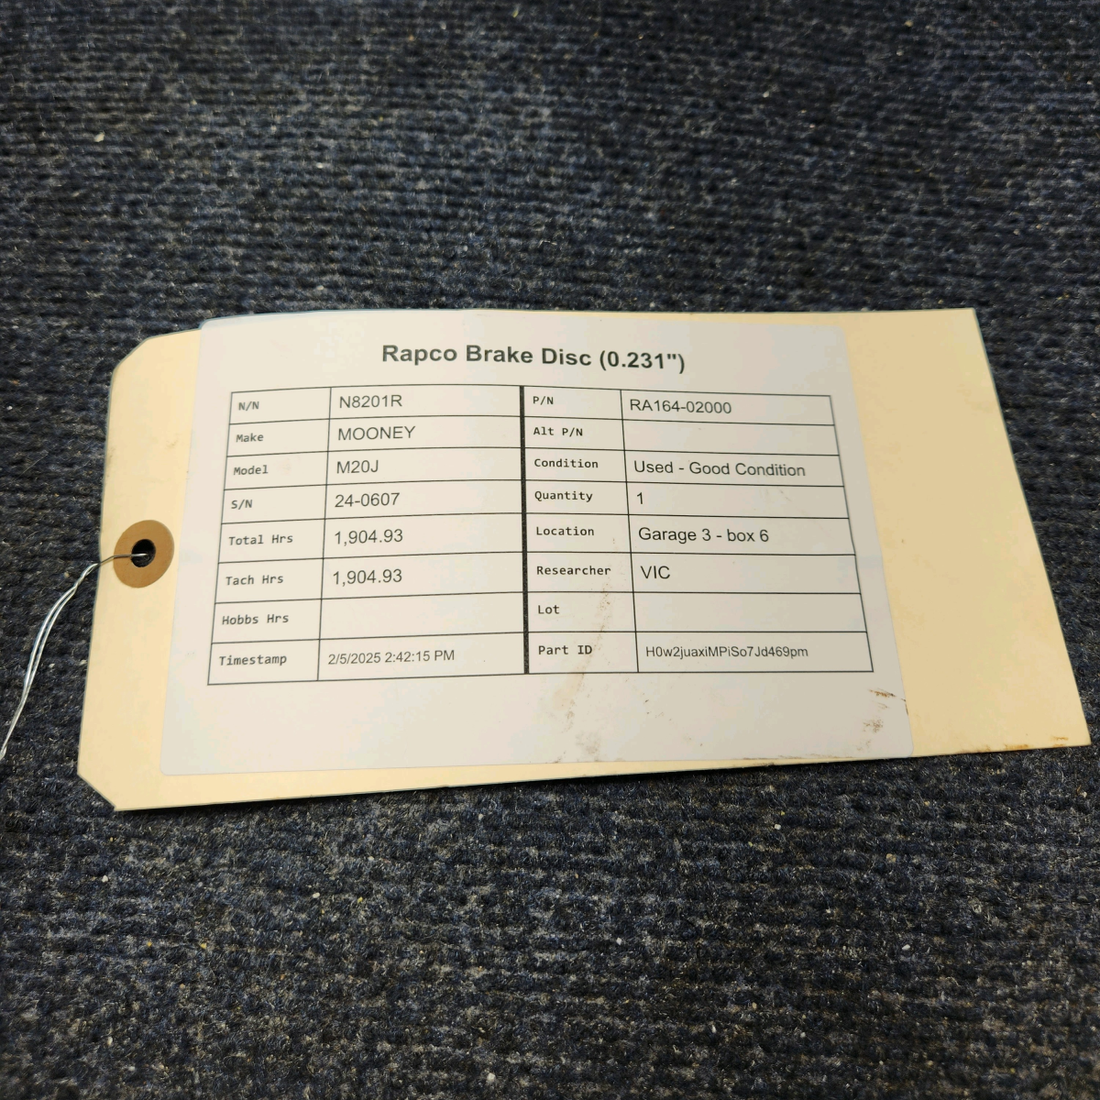 Rapco Brake Disc (0.231")
N/N N8201R P/N RA164-02000
Make MOONEY Alt P/N
Model M20J Condition Used - Good Condition
S/N 24-0607 Quantity 1
Total Hrs 1,904.93 Location Garage 3 - box 6
Tach Hrs 1,904.93 Researcher VIC
Hobbs Hrs Lot
Timestamp 2/5/2025 2:42:15 PM Part ID H0w2juaxiMPiSo7Jd469pm